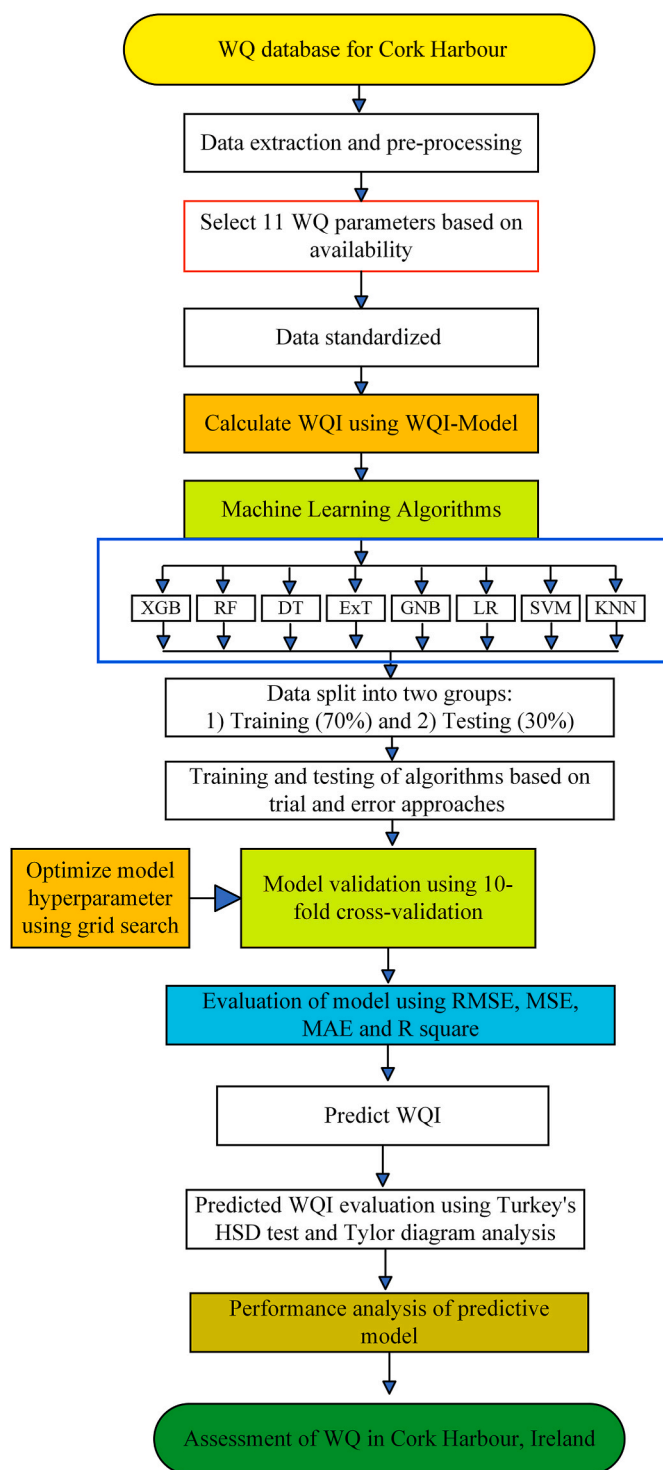 WQ database for Cork Harbour
Data extraction and pre-processing
Select 11 WQ parameters based on
availability
Data standardized
Calculate WQI using WQI-Model
Machine Learning Algorithms
XGB RF DT ExT GNB LR SVM KNN
Data split into two groups:
1) Training (70%) and 2) Testing (30%)
Training and testing of algorithms based on
trial and error approaches
Optimize model
hyperparameter
using grid search
Model validation using 10-
fold cross-validation
Evaluation of model using RMSE, MSE,
MAE and R square
Predict WQI
Predicted WQI evaluation using Turkey's
HSD test and Tylor diagram analysis
Performance analysis of predictive
model
Assessment of WQ in Cork Harbour, Ireland